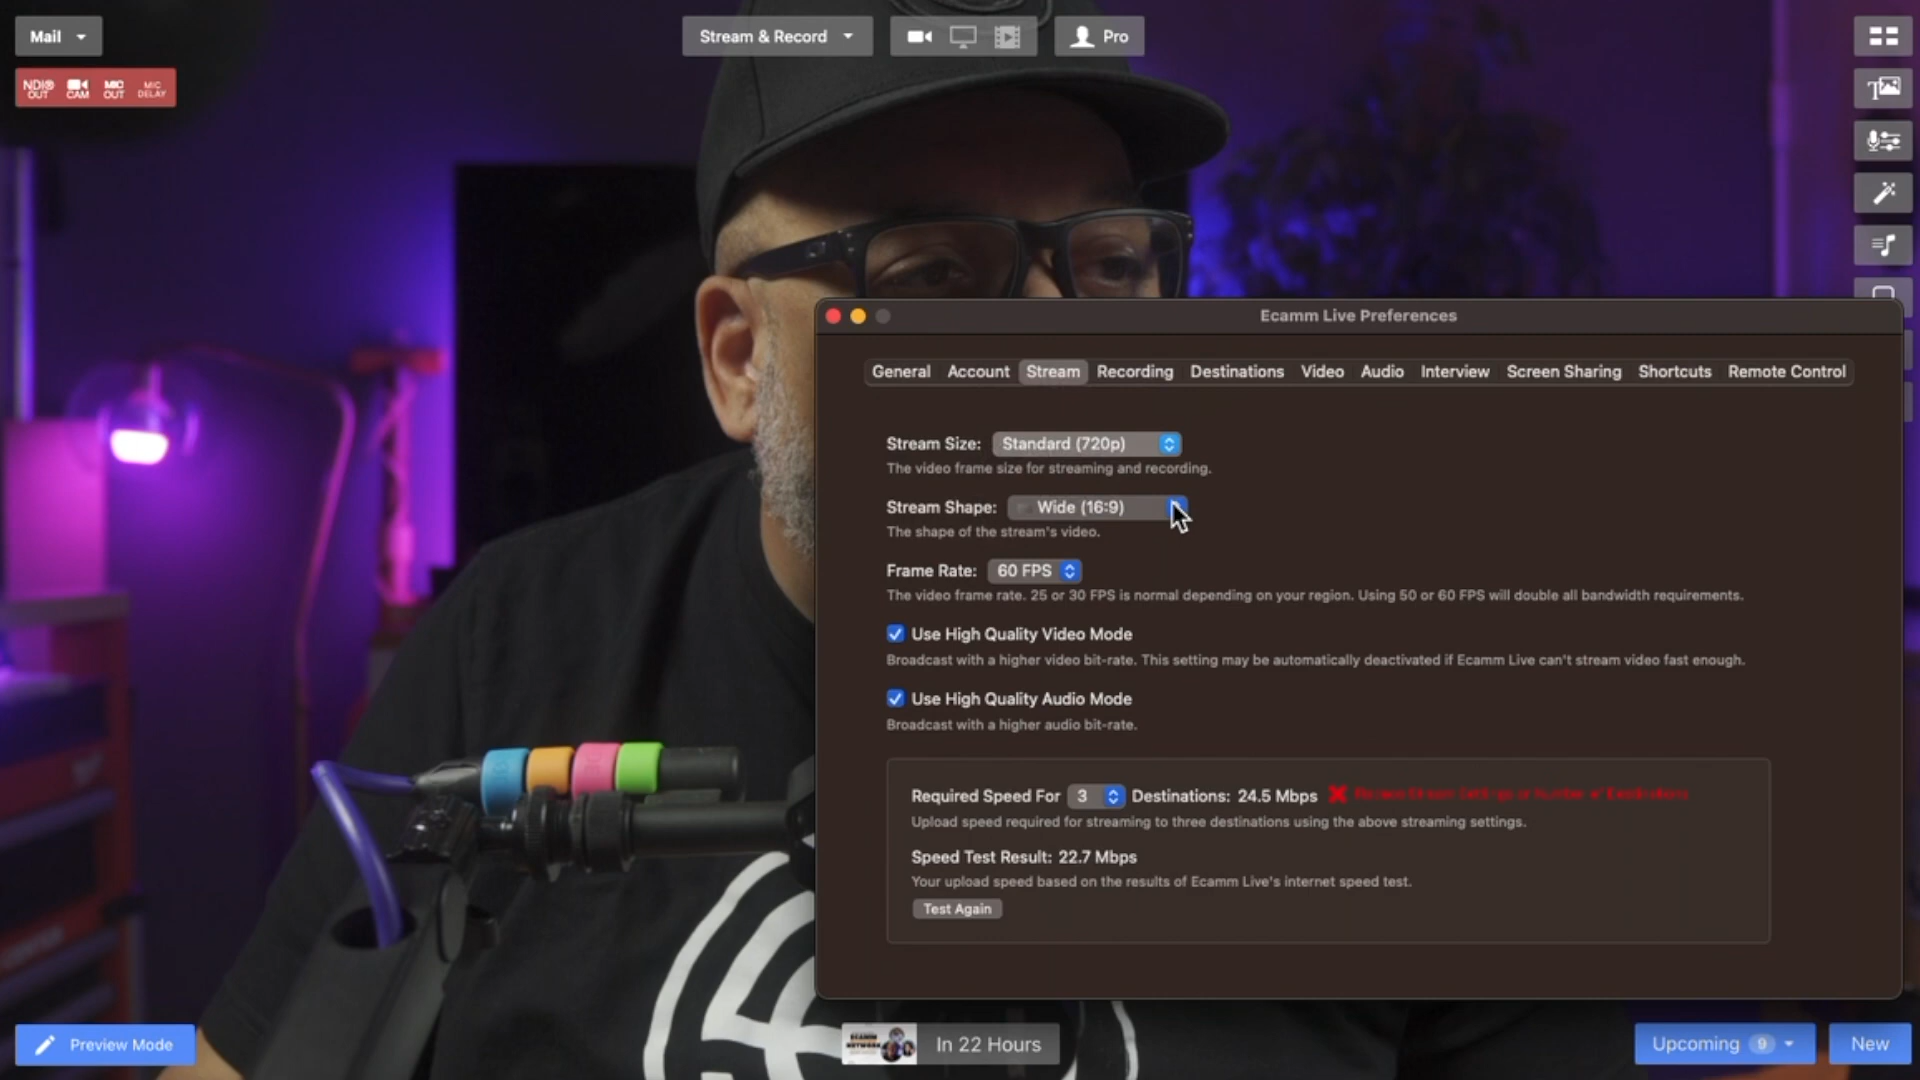 Mail
Stream & Record
Pro
NDI® OUT
CAM
MIC OUT
MIC DELAY
Ecamm Live Preferences
General Account Stream Recording Destinations Video Audio Interview Screen Sharing Shortcuts Remote Control
Stream Size: Standard (720p)
The video frame size for streaming and recording.
Stream Shape: Wide (16:9)
The shape of the stream's video.
Frame Rate: 60 FPS
The video frame rate. 25 or 30 FPS is normal depending on your region. Using 50 or 60 FPS will double all bandwidth requirements.
Use High Quality Video Mode
Broadcast with a higher video bit-rate. This setting may be automatically deactivated if Ecamm Live can't stream video fast enough.
Use High Quality Audio Mode
Broadcast with a higher audio bit-rate.
Required Speed For 3 Destinations: 24.5 Mbps
Upload speed required for streaming to three destinations using the above streaming settings.
Speed Test Result: 22.7 Mbps
Your upload speed based on the results of Ecamm Live's internet speed test.
Test Again
Preview Mode
ECAMM
NETWORK
In 22 Hours
Upcoming 9
New